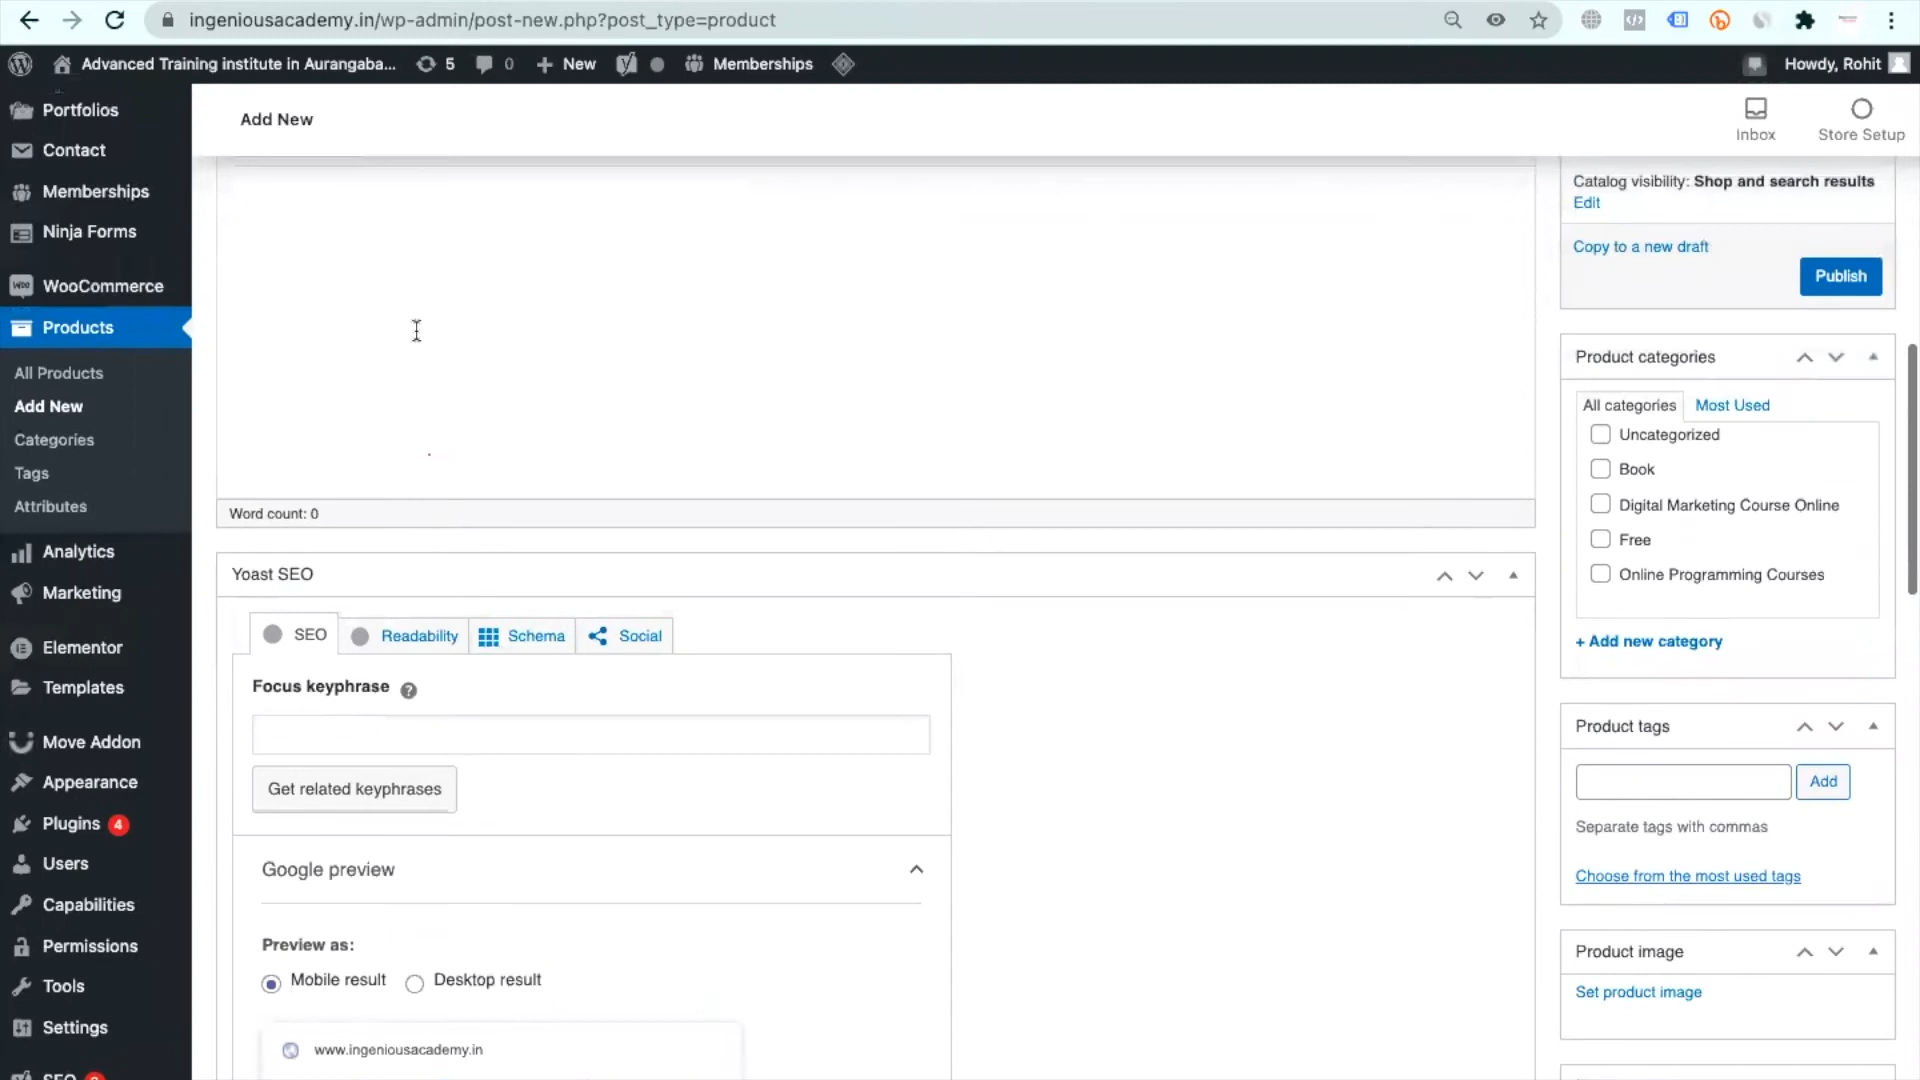 ingeniousacademy.in/wp-admin/post-new.php?post_type=product
Advanced Training institute in Aurangaba... 5 0 New Memberships Howdy, Rohit
Portfolios
Contact
Memberships
Ninja Forms
WooCommerce
Products
All Products
Add New
Categories
Tags
Attributes
Analytics
Marketing
Elementor
Templates
Move Addon
Appearance
Plugins 4
Users
Capabilities
Permissions
Tools
Settings
SEO
Add New
Inbox
Store Setup
Word count: 0
Yoast SEO
SEO Readability Schema Social
Focus keyphrase ?
Get related keyphrases
Google preview
Preview as:
Mobile result Desktop result
www.ingeniousacademy.in
Catalog visibility: Shop and search results
Edit
Copy to a new draft
Publish
Product categories
All categories Most Used
Uncategorized
Book
Digital Marketing Course Online
Free
Online Programming Courses
+ Add new category
Product tags
Add
Separate tags with commas
Choose from the most used tags
Product image
Set product image